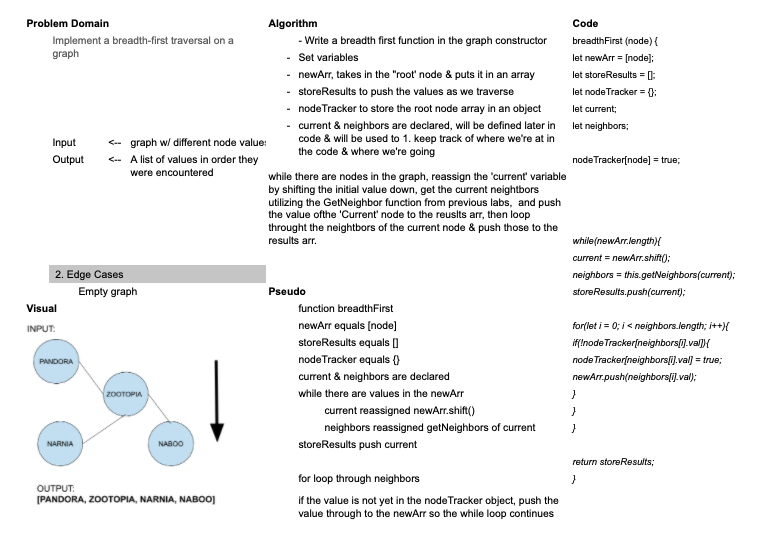 Problem Domain
Implement a breadth-first traversal on a
graph
Input <-- graph w/ different node values
Output <-- A list of values in order they
were encountered
2. Edge Cases
Empty graph
Visual
INPUT:
PANDORA
ZOOTOPIA
NARNIA
NABOO
OUTPUT:
[PANDORA, ZOOTOPIA, NARNIA, NABOO]
Algorithm
- Write a breadth first function in the graph constructor
- Set variables
- newArr, takes in the "root' node & puts it in an array
- storeResults to push the values as we traverse
- nodeTracker to store the root node array in an object
- current & neighbors are declared, will be defined later in
code & will be used to 1. keep track of where we're at in
the code & where we're going
while there are nodes in the graph, reassign the 'current' variable
by shifting the initial value down, get the current neightbors
utilizing the GetNeighbor function from previous labs, and push
the value ofthe 'Current' node to the reuslts arr, then loop
throught the neightbors of the current node & push those to the
results arr.
Pseudo
function breadthFirst
newArr equals [node]
storeResults equals []
nodeTracker equals {}
current & neighbors are declared
while there are values in the newArr
current reassigned newArr.shift()
neighbors reassigned getNeighbors of current
storeResults push current
for loop through neighbors
if the value is not yet in the nodeTracker object, push the
value through to the newArr so the while loop continues
Code
breadthFirst (node) {
let newArr = [node];
let storeResults = [];
let nodeTracker = {};
let current;
let neighbors;
nodeTracker[node] = true;
while(newArr.length){
current = newArr.shift();
neighbors = this.getNeighbors(current);
storeResults.push(current);
for(let i = 0; i < neighbors.length; i++){
if(!nodeTracker[neighbors[i].val]){
nodeTracker[neighbors[i].val] = true;
newArr.push(neighbors[i].val);
}
}
}
return storeResults;
}